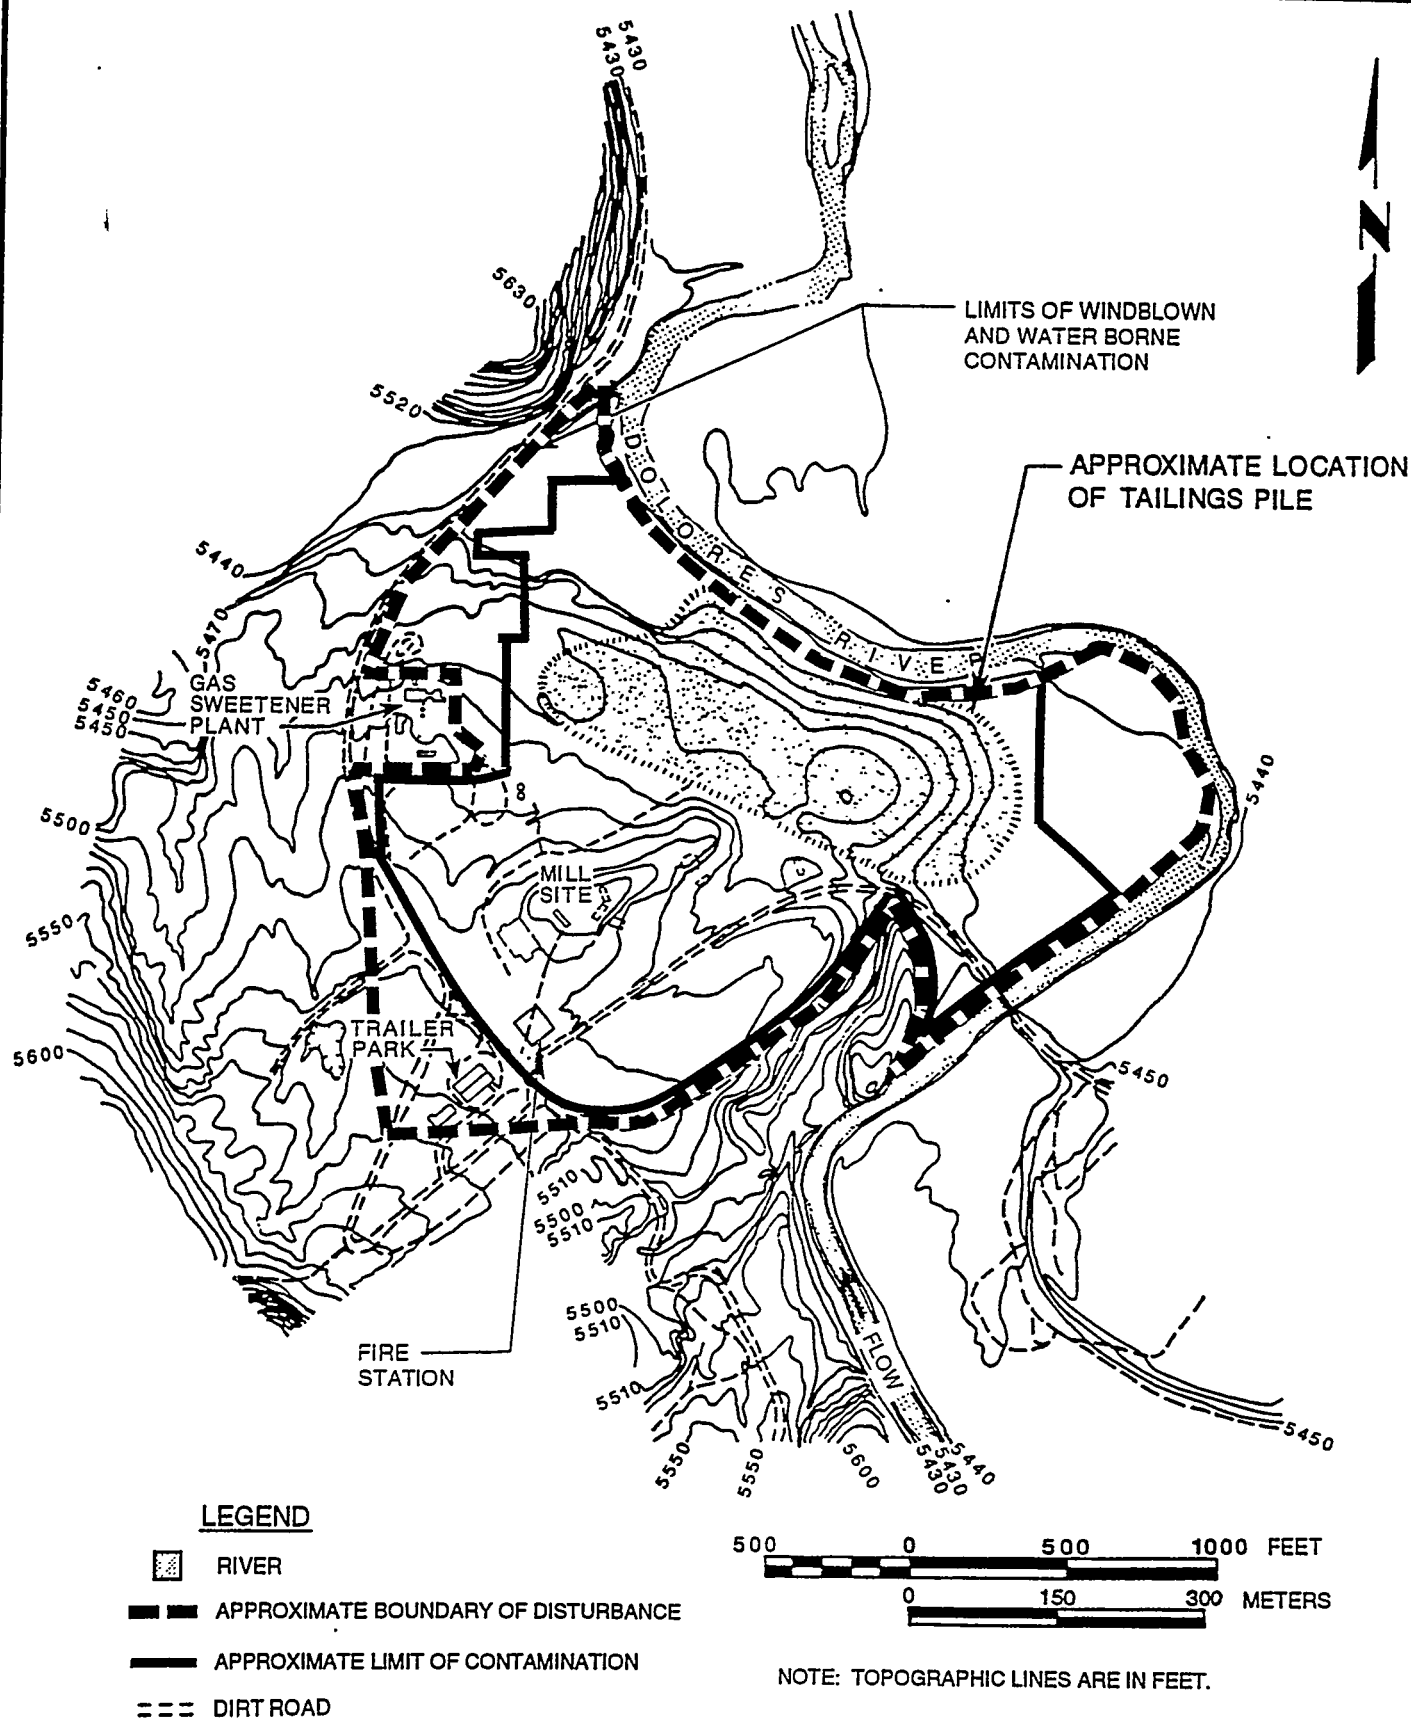 5430
5430
N
5630
LIMITS OF WINDBLOWN
AND WATER BORNE
CONTAMINATION
5520
DOLORES RIVER
APPROXIMATE LOCATION
OF TAILINGS PILE
5440
5470
GAS
SWEETENER
PLANT
5460
5450
5450
5440
5500
MILL
SITE
5550
TRAILER
PARK
5600
5450
5510
5500
5510
5500
5510
FIRE
STATION
FLOW
5510
5450
5550
5550
5600
5430
5430
5440
LEGEND
RIVER
APPROXIMATE BOUNDARY OF DISTURBANCE
APPROXIMATE LIMIT OF CONTAMINATION
DIRT ROAD
500 0 500 1000 FEET
0 150 300 METERS
NOTE: TOPOGRAPHIC LINES ARE IN FEET.